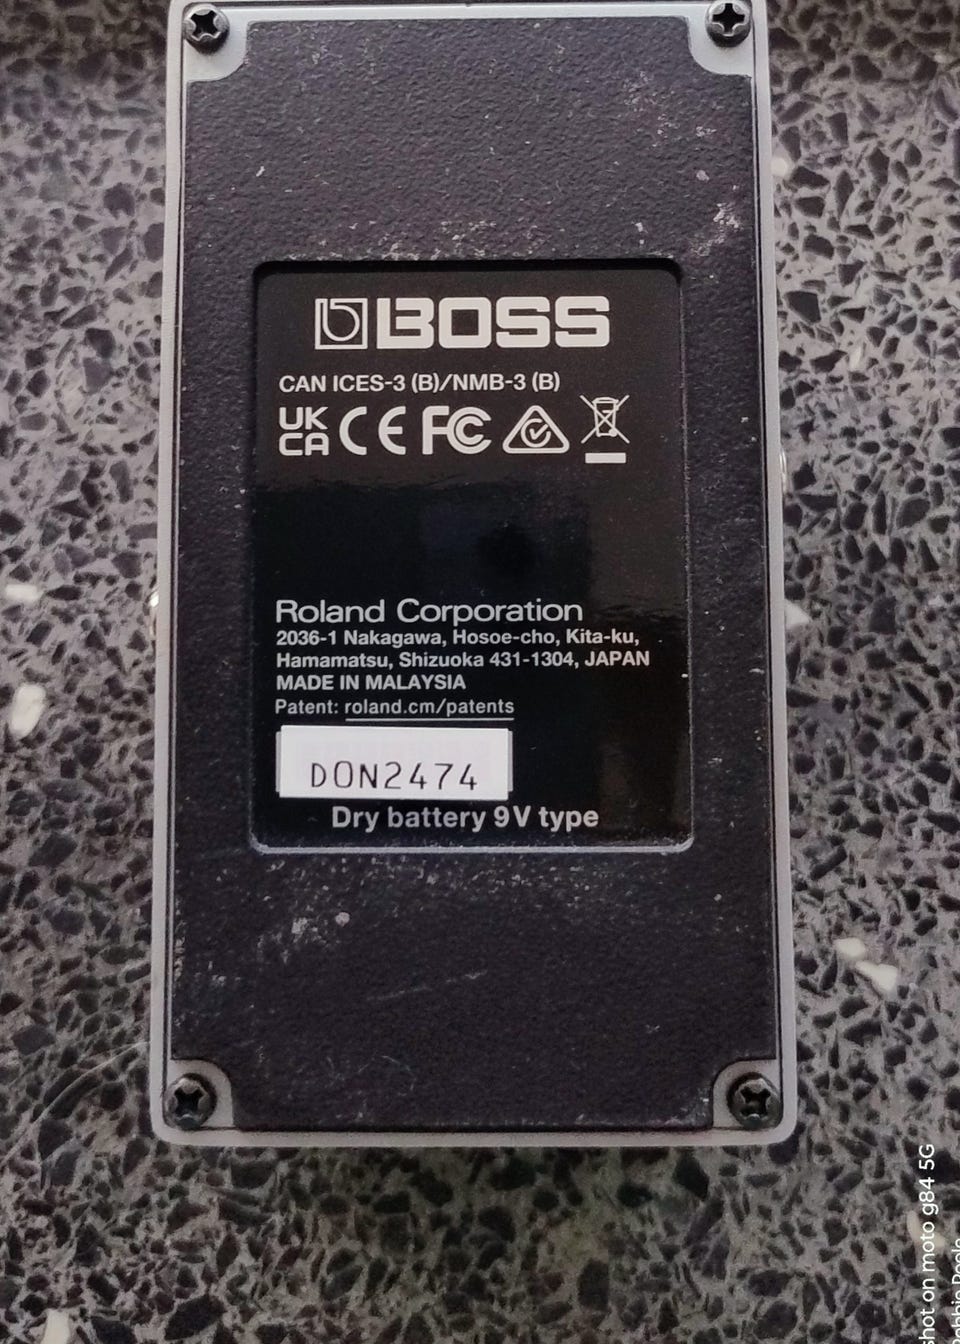 BOSS
CAN ICES-3 (B)/NMB-3 (B)
UK
CA CE FC
Roland Corporation
2036-1 Nakagawa, Hosoe-cho, Kita-ku,
Hamamatsu, Shizuoka 431-1304, JAPAN
MADE IN MALAYSIA
Patent: roland.cm/patents
DON2474
Dry battery 9V type
on moto g84 5G